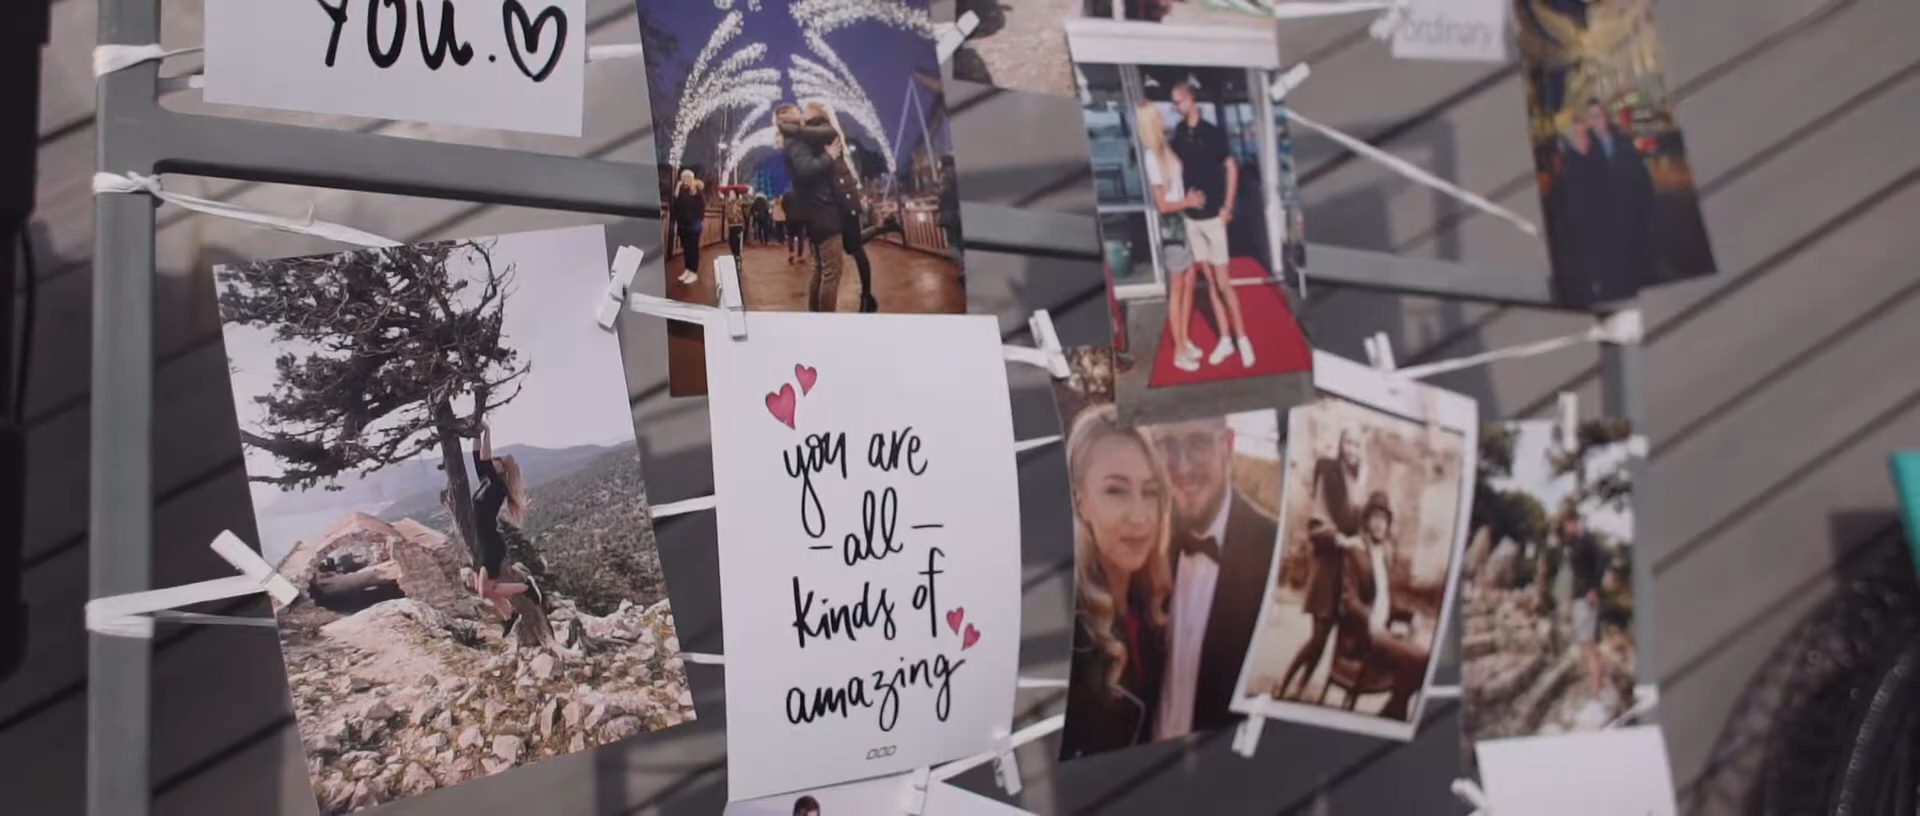 You.
ordinary
you are
- all -
kinds of
amazing